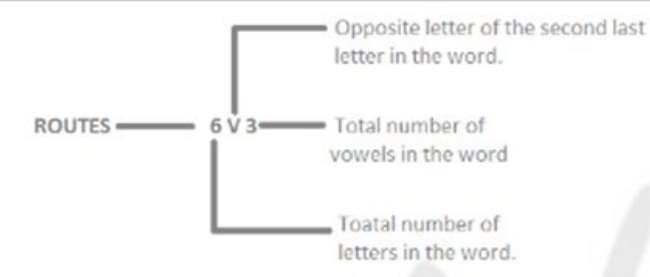 Opposite letter of the second last
letter in the word.
ROUTES 6 V 3 Total number of
vowels in the word
Toatal number of
letters in the word.